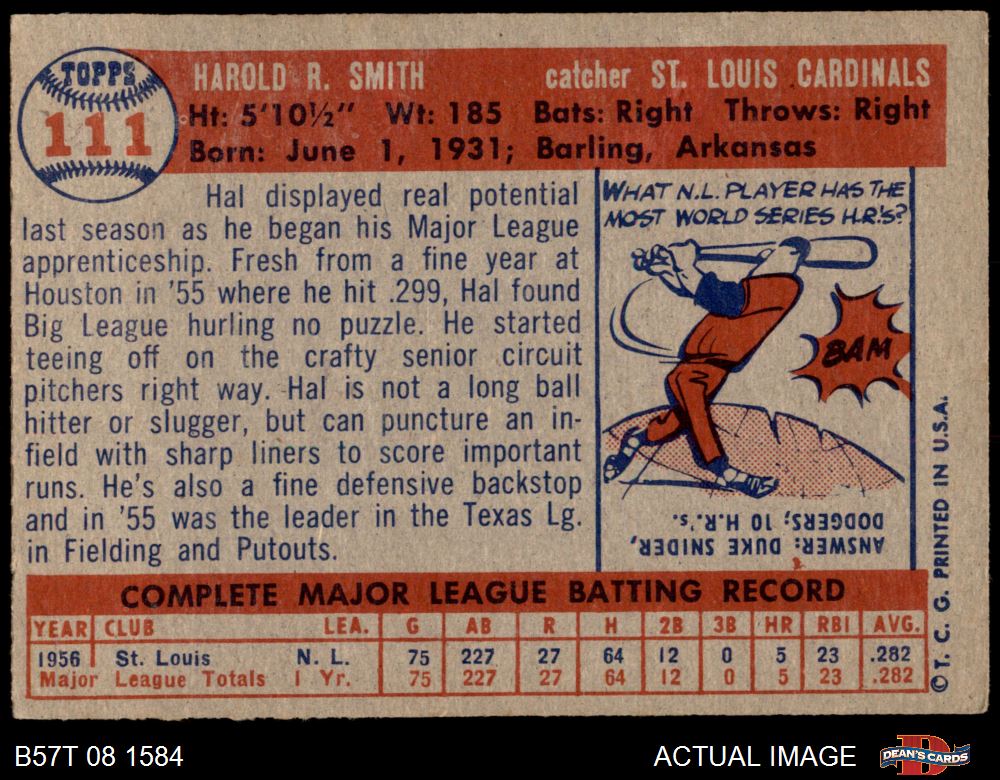 TOPPS
111
HAROLD R. SMITH catcher ST. LOUIS CARDINALS
Ht: 5'10½" Wt: 185 Bats: Right Throws: Right
Born: June 1, 1931; Barling, Arkansas
Hal displayed real potential
last season as he began his Major League
apprenticeship. Fresh from a fine year at
Houston in '55 where he hit .299, Hal found
Big League hurling no puzzle. He started
teeing off on the crafty senior circuit
pitchers right way. Hal is not a long ball
hitter or slugger, but can puncture an in-
field with sharp liners to score important
runs. He's also a fine defensive backstop
and in '55 was the leader in the Texas Lg.
in Fielding and Putouts.
WHAT N.L. PLAYER HAS THE
MOST WORLD SERIES H.R.'S?
BAM
ANSWER: DUKE SNIDER,
DODGERS; 10 H.R.'s.
COMPLETE MAJOR LEAGUE BATTING RECORD
YEAR CLUB LEA. G AB R H 2B 3B HR RBI AVG.
1956 St. Louis N. L. 75 227 27 64 12 0 5 23 .282
Major League Totals 1 Yr. 75 227 27 64 12 0 5 23 .282
© T. C. G. PRINTED IN U.S.A.
B57T 08 1584 ACTUAL IMAGE DEAN'S CARDS